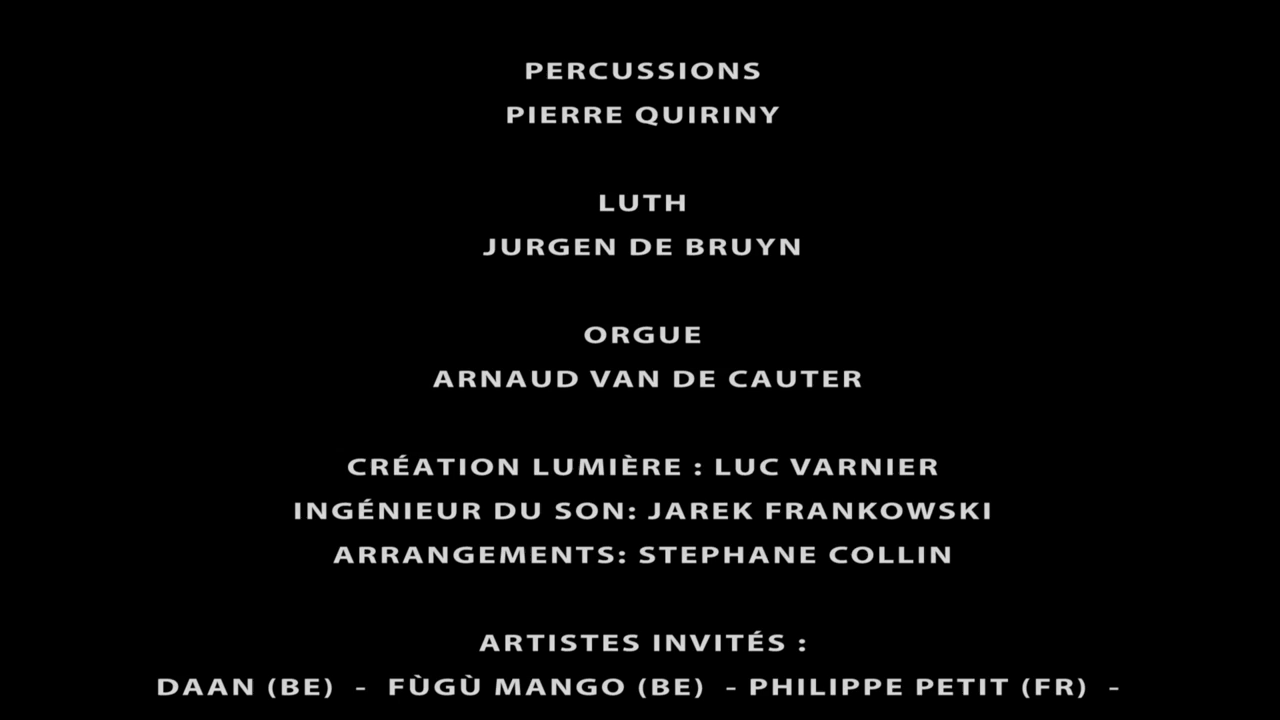 PERCUSSIONS
PIERRE QUIRINY
LUTH
JURGEN DE BRUYN
ORGUE
ARNAUD VAN DE CAUTER
CRÉATION LUMIÈRE : LUC VARNIER
INGÉNIEUR DU SON: JAREK FRANKOWSKI
ARRANGEMENTS: STEPHANE COLLIN
ARTISTES INVITÉS :
DAAN (BE) - FÙGÙ MANGO (BE) - PHILIPPE PETIT (FR) -